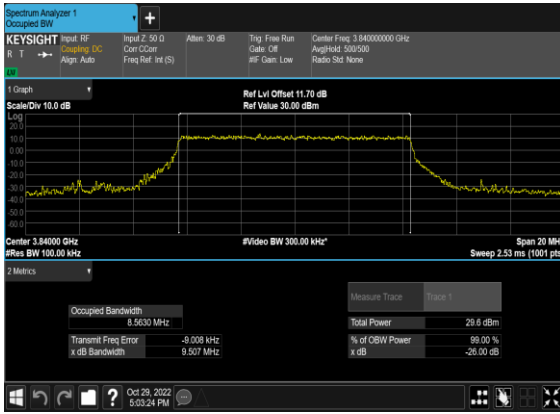 Spectrum Analyzer 1
Occupied BW
+
KEYSIGHT Input: RF Input Z: 50 Ω Atten: 30 dB Trig: Free Run Center Freq: 3.840000000 GHz
R T Coupling: DC Corr CCorr Gate: Off Avg|Hold: 500/500
Align: Auto Freq Ref: Int (S) #IF Gain: Low Radio Std: None
1 Graph
Ref Lvl Offset 11.70 dB
Scale/Div 10.0 dB Ref Value 30.00 dBm
Log
20.0
10.0
0.00
-10.0
-20.0
-30.0
-40.0
-50.0
-60.0
Center 3.84000 GHz #Video BW 300.00 kHz* Span 20 MH
#Res BW 100.00 kHz Sweep 2.53 ms (1001 pts
2 Metrics
Measure Trace Trace 1
Occupied Bandwidth
8.5630 MHz Total Power 29.6 dBm
Transmit Freq Error -9.008 kHz % of OBW Power 99.00 %
x dB Bandwidth 9.507 MHz x dB -26.00 dB
? Oct 29, 2022
5:03:24 PM